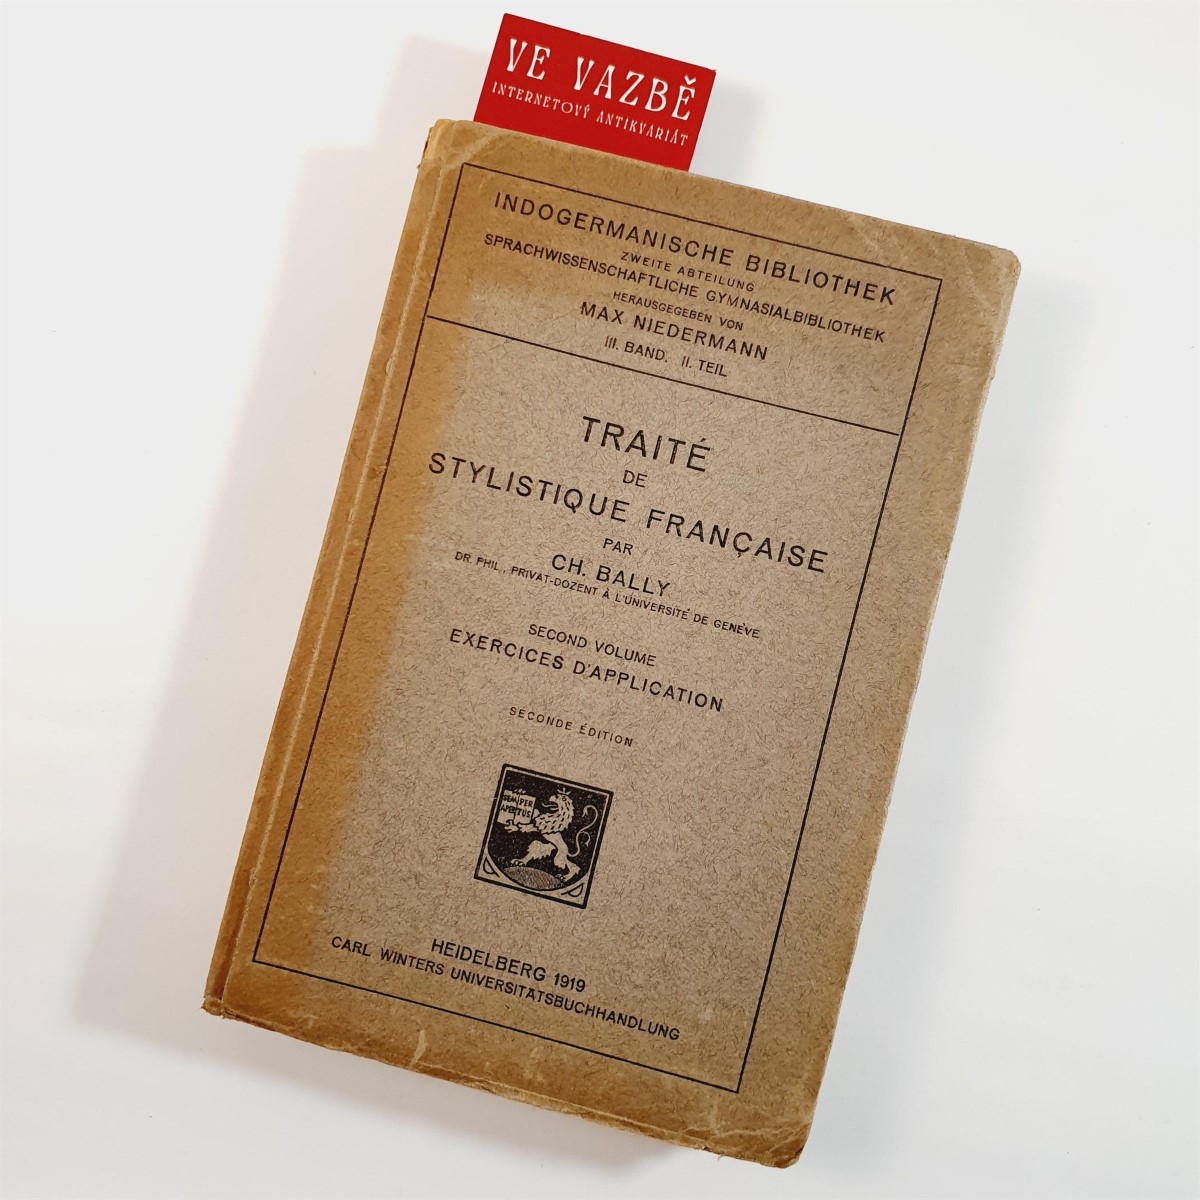 VE VAZBĚ
INTERNETOVÝ ANTIKVARIÁT
INDOGERMANISCHE BIBLIOTHEK
ZWEITE ABTEILUNG
SPRACHWISSENSCHAFTLICHE GYMNASIALBIBLIOTHEK
HERAUSGEGEBEN VON
MAX NIEDERMANN
III. BAND. II. TEIL
TRAITÉ
DE
STYLISTIQUE FRANÇAISE
PAR
CH. BALLY
DR. PHIL., PRIVAT-DOZENT À L'UNIVERSITÉ DE GENÈVE
SECOND VOLUME
EXERCICES D'APPLICATION
SECONDE ÉDITION
SEMPER
APERTUS
HEIDELBERG 1919
CARL WINTERS UNIVERSITÄTSBUCHHANDLUNG